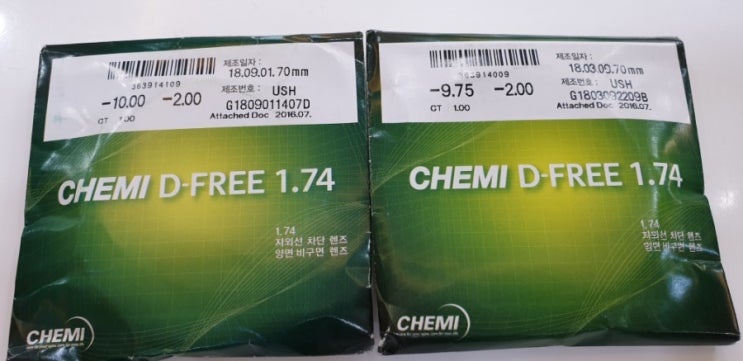 363914109
제조일자 :
18.09.01.70mm
-10.00 -2.00
제조번호 : USH
G1809011407D
CT 1.00
Attached Doc 2016.07.
CHEMI D-FREE 1.74
1.74
자외선 차단 렌즈
양면 비구면 렌즈
CHEMI
363914009
제조일자 :
18.03.09.70mm
-9.75 -2.00
제조번호 : USH
G1803092209B
CT 1.00
Attached Doc 2016.07.
CHEMI D-FREE 1.74
1.74
자외선 차단 렌즈
양면 비구면 렌즈
CHEMI